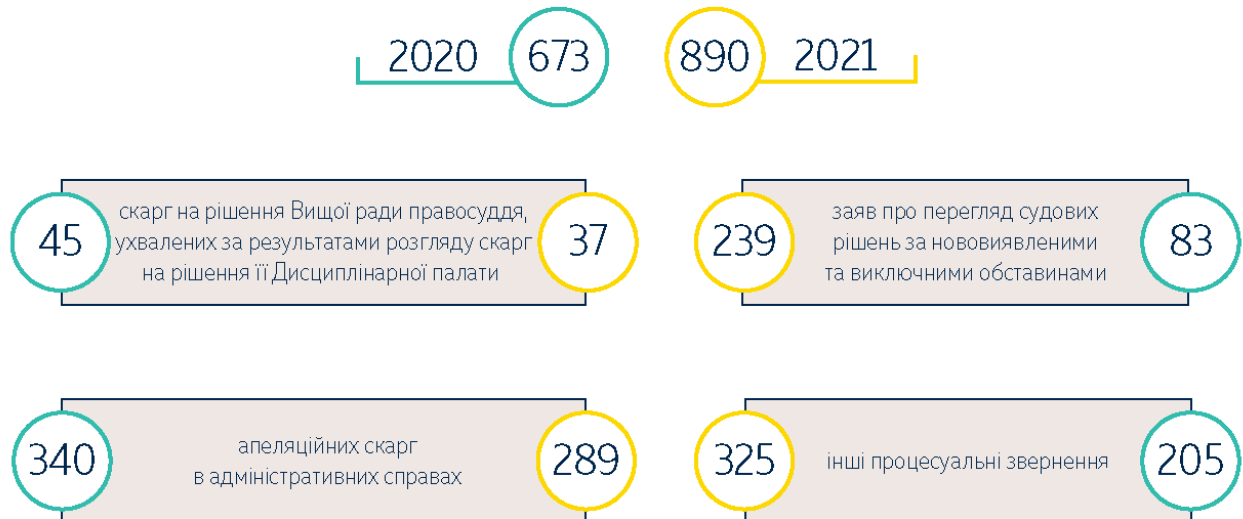 2020 673 890 2021
45 скарг на рішення Вищої ради правосуддя,
ухвалених за результатами розгляду скарг
на рішення її Дисциплінарної палати 37
239 заяв про перегляд судових
рішень за нововиявленими
та виключними обставинами 83
340 апеляційних скарг
в адміністративних справах 289
325 інші процесуальні звернення 205